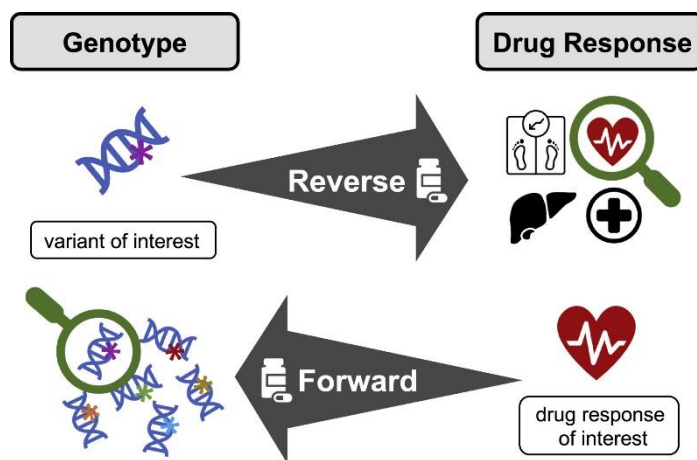 Genotype
Drug Response
Reverse
variant of interest
Forward
drug response
of interest